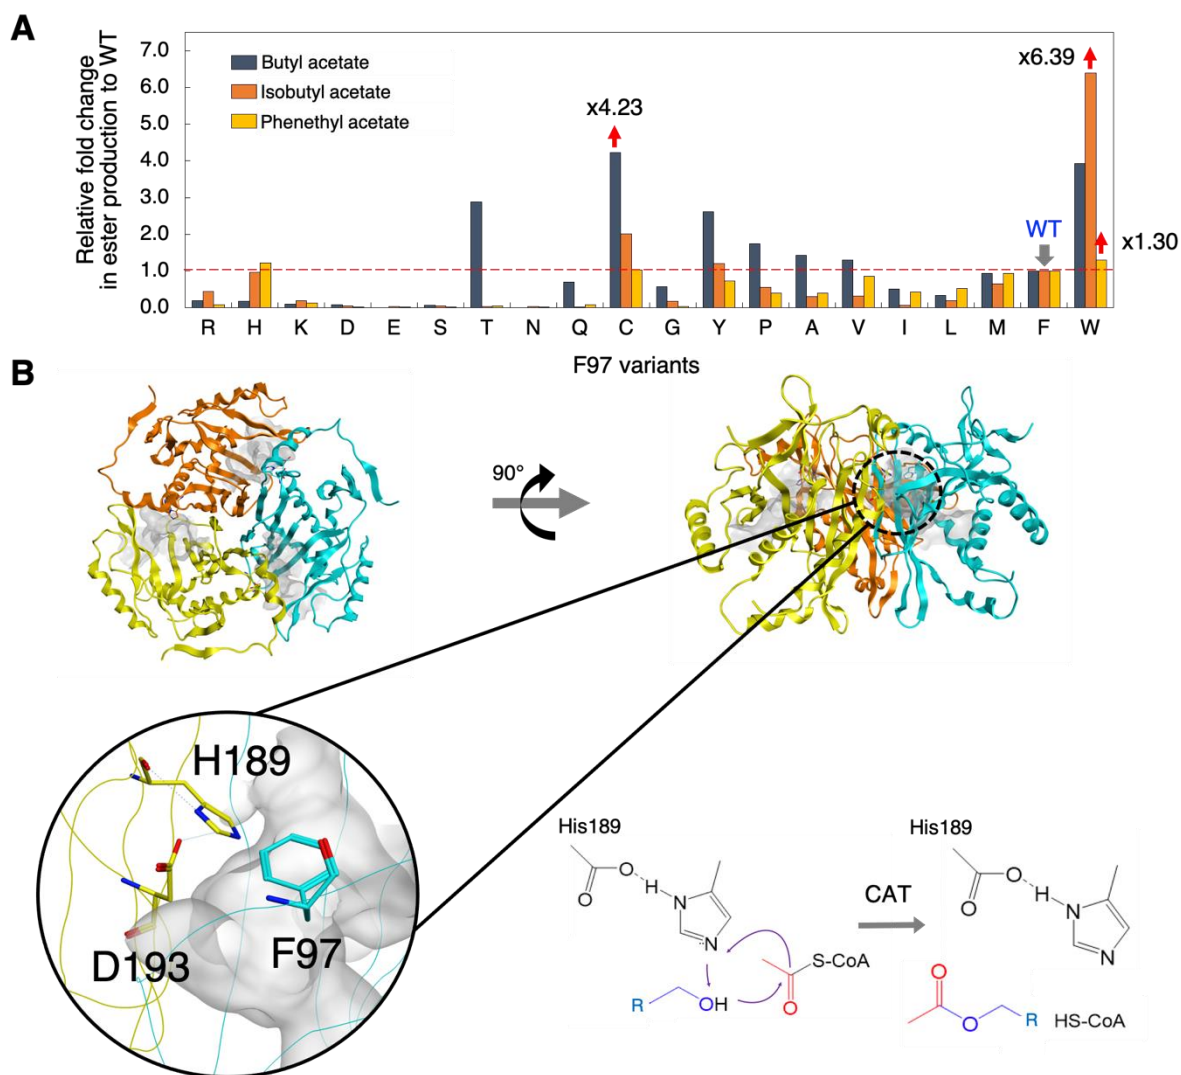 A
Relative fold change
in ester production to WT
7.0
6.0
5.0
4.0
3.0
2.0
1.0
0.0
Butyl acetate
Isobutyl acetate
Phenethyl acetate
x4.23
x6.39
WT
x1.30
R H K D E S T N Q C G Y P A V I L M F W
F97 variants
B
90°
H189
D193
F97
His189
O
O
H
N
N
S-CoA
R
OH
O
CAT
His189
O
O
H
N
N
O
O
R
HS-CoA